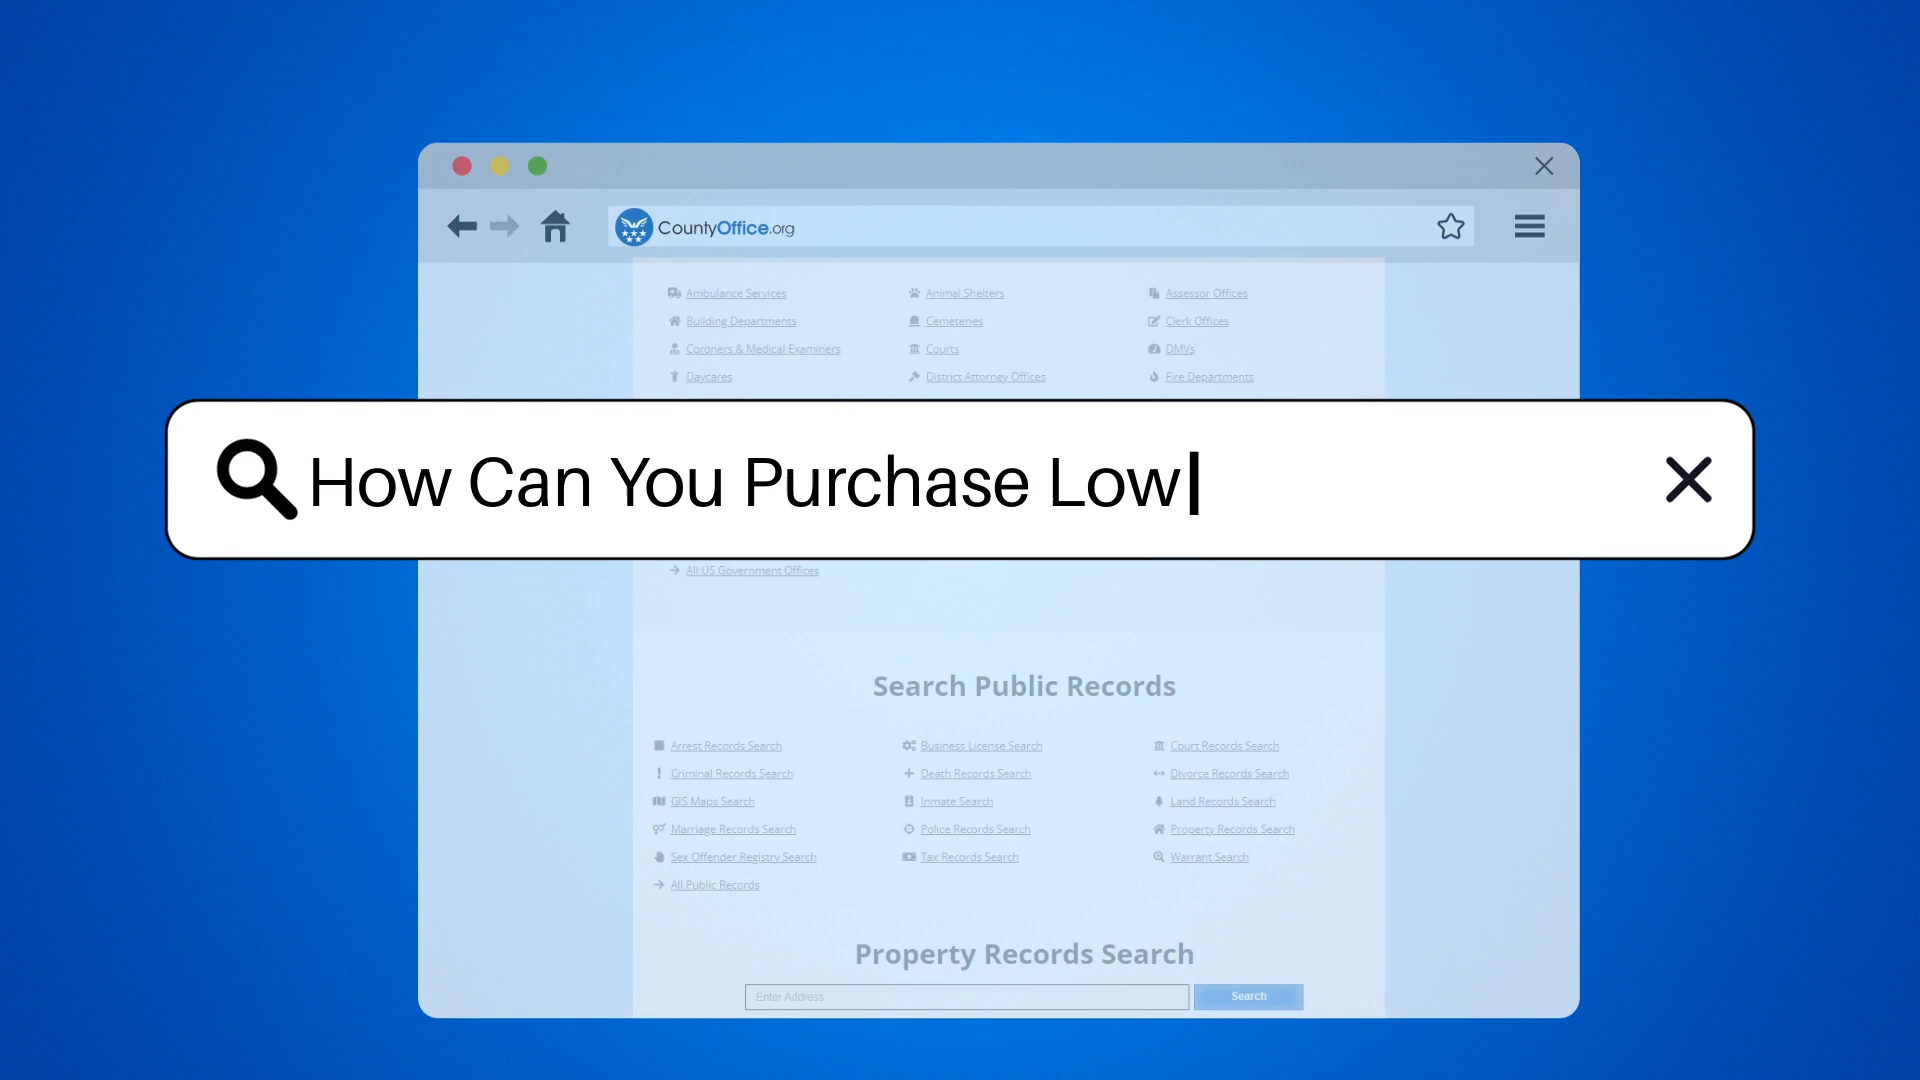 CountyOffice.org
Ambulance Services Animal Shelters Assessor Offices
Building Departments Cemeteries Clerk Offices
Coroners & Medical Examiners Courts DMVs
Daycares District Attorney Offices Fire Departments
How Can You Purchase Low
All US Government Offices
Search Public Records
Arrest Records Search Business License Search Court Records Search
Criminal Records Search Death Records Search Divorce Records Search
GIS Maps Search Inmate Search Land Records Search
Marriage Records Search Police Records Search Property Records Search
Sex Offender Registry Search Tax Records Search Warrant Search
All Public Records
Property Records Search
Enter Address Search